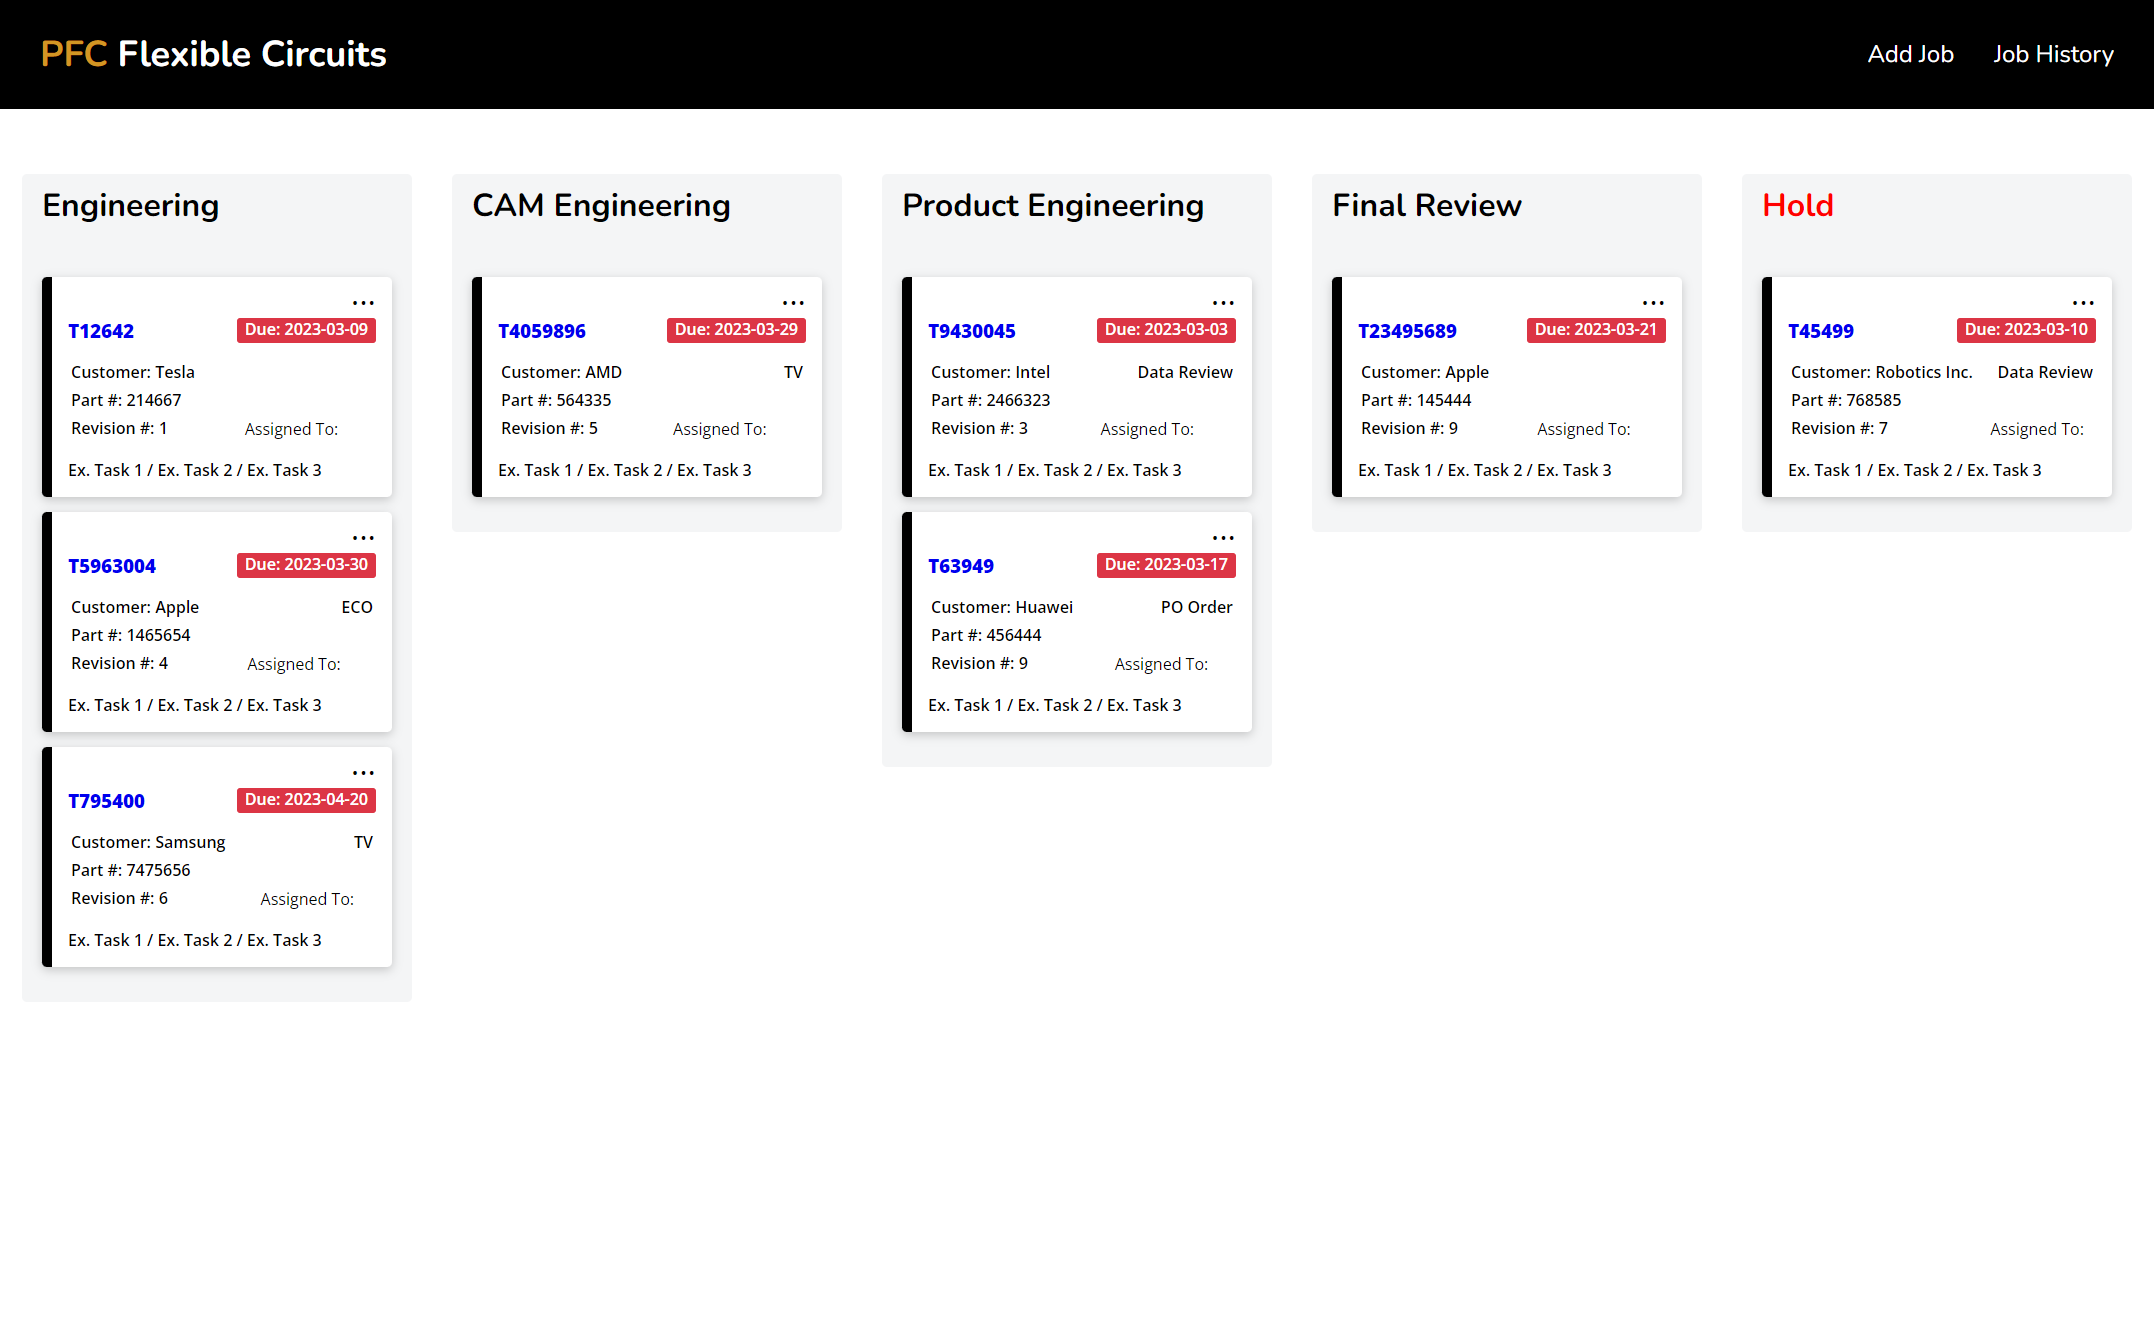 PFC Flexible Circuits
Add Job Job History
Engineering
...
T12642 Due: 2023-03-09
Customer: Tesla
Part #: 214667
Revision #: 1 Assigned To:
Ex. Task 1 / Ex. Task 2 / Ex. Task 3
...
T5963004 Due: 2023-03-30
Customer: Apple ECO
Part #: 1465654
Revision #: 4 Assigned To:
Ex. Task 1 / Ex. Task 2 / Ex. Task 3
...
T795400 Due: 2023-04-20
Customer: Samsung TV
Part #: 7475656
Revision #: 6 Assigned To:
Ex. Task 1 / Ex. Task 2 / Ex. Task 3
CAM Engineering
...
T4059896 Due: 2023-03-29
Customer: AMD TV
Part #: 564335
Revision #: 5 Assigned To:
Ex. Task 1 / Ex. Task 2 / Ex. Task 3
Product Engineering
...
T9430045 Due: 2023-03-03
Customer: Intel Data Review
Part #: 2466323
Revision #: 3 Assigned To:
Ex. Task 1 / Ex. Task 2 / Ex. Task 3
...
T63949 Due: 2023-03-17
Customer: Huawei PO Order
Part #: 456444
Revision #: 9 Assigned To:
Ex. Task 1 / Ex. Task 2 / Ex. Task 3
Final Review
...
T23495689 Due: 2023-03-21
Customer: Apple
Part #: 145444
Revision #: 9 Assigned To:
Ex. Task 1 / Ex. Task 2 / Ex. Task 3
Hold
...
T45499 Due: 2023-03-10
Customer: Robotics Inc. Data Review
Part #: 768585
Revision #: 7 Assigned To:
Ex. Task 1 / Ex. Task 2 / Ex. Task 3